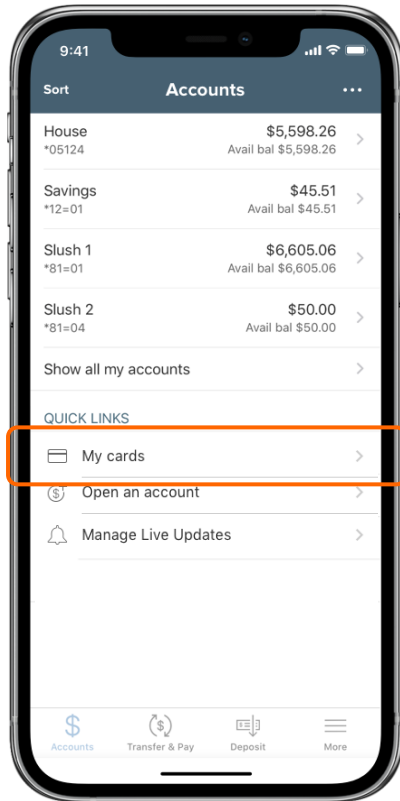 9:41
Sort Accounts ...
House $5,598.26
*05124 Avail bal $5,598.26
Savings $45.51
*12=01 Avail bal $45.51
Slush 1 $6,605.06
*81=01 Avail bal $6,605.06
Slush 2 $50.00
*81=04 Avail bal $50.00
Show all my accounts
QUICK LINKS
My cards
Open an account
Manage Live Updates
Accounts Transfer & Pay Deposit More